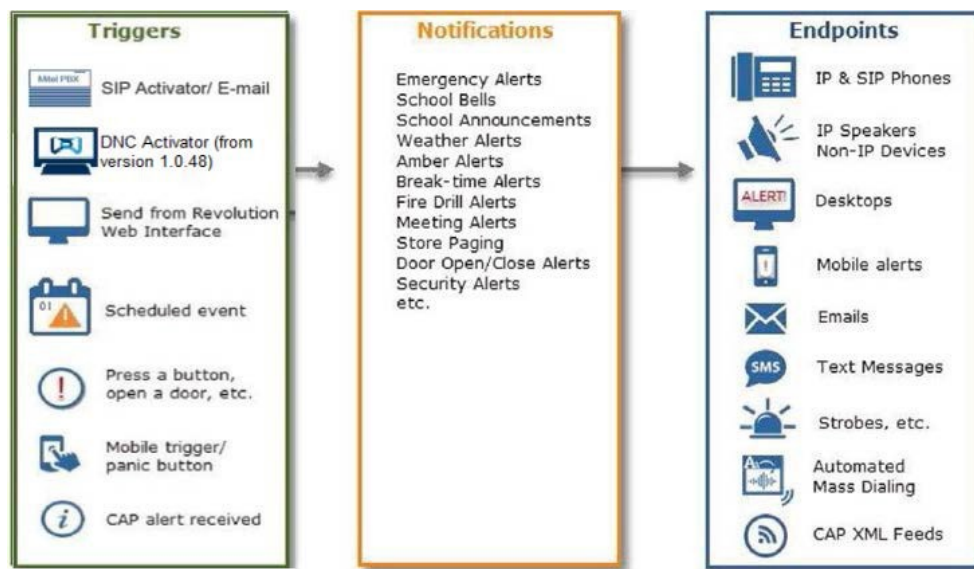 Triggers
Mitel PBX
SIP Activator/ E-mail
DNC Activator (from
version 1.0.48)
Send from Revolution
Web Interface
01
Scheduled event
!
Press a button,
open a door, etc.
Mobile trigger/
panic button
i
CAP alert received
Notifications
Emergency Alerts
School Bells
School Announcements
Weather Alerts
Amber Alerts
Break-time Alerts
Fire Drill Alerts
Meeting Alerts
Store Paging
Door Open/Close Alerts
Security Alerts
etc.
Endpoints
IP & SIP Phones
IP Speakers
Non-IP Devices
ALERT!
Desktops
!
Mobile alerts
Emails
SMS
Text Messages
Strobes, etc.
A
Automated
Mass Dialing
CAP XML Feeds